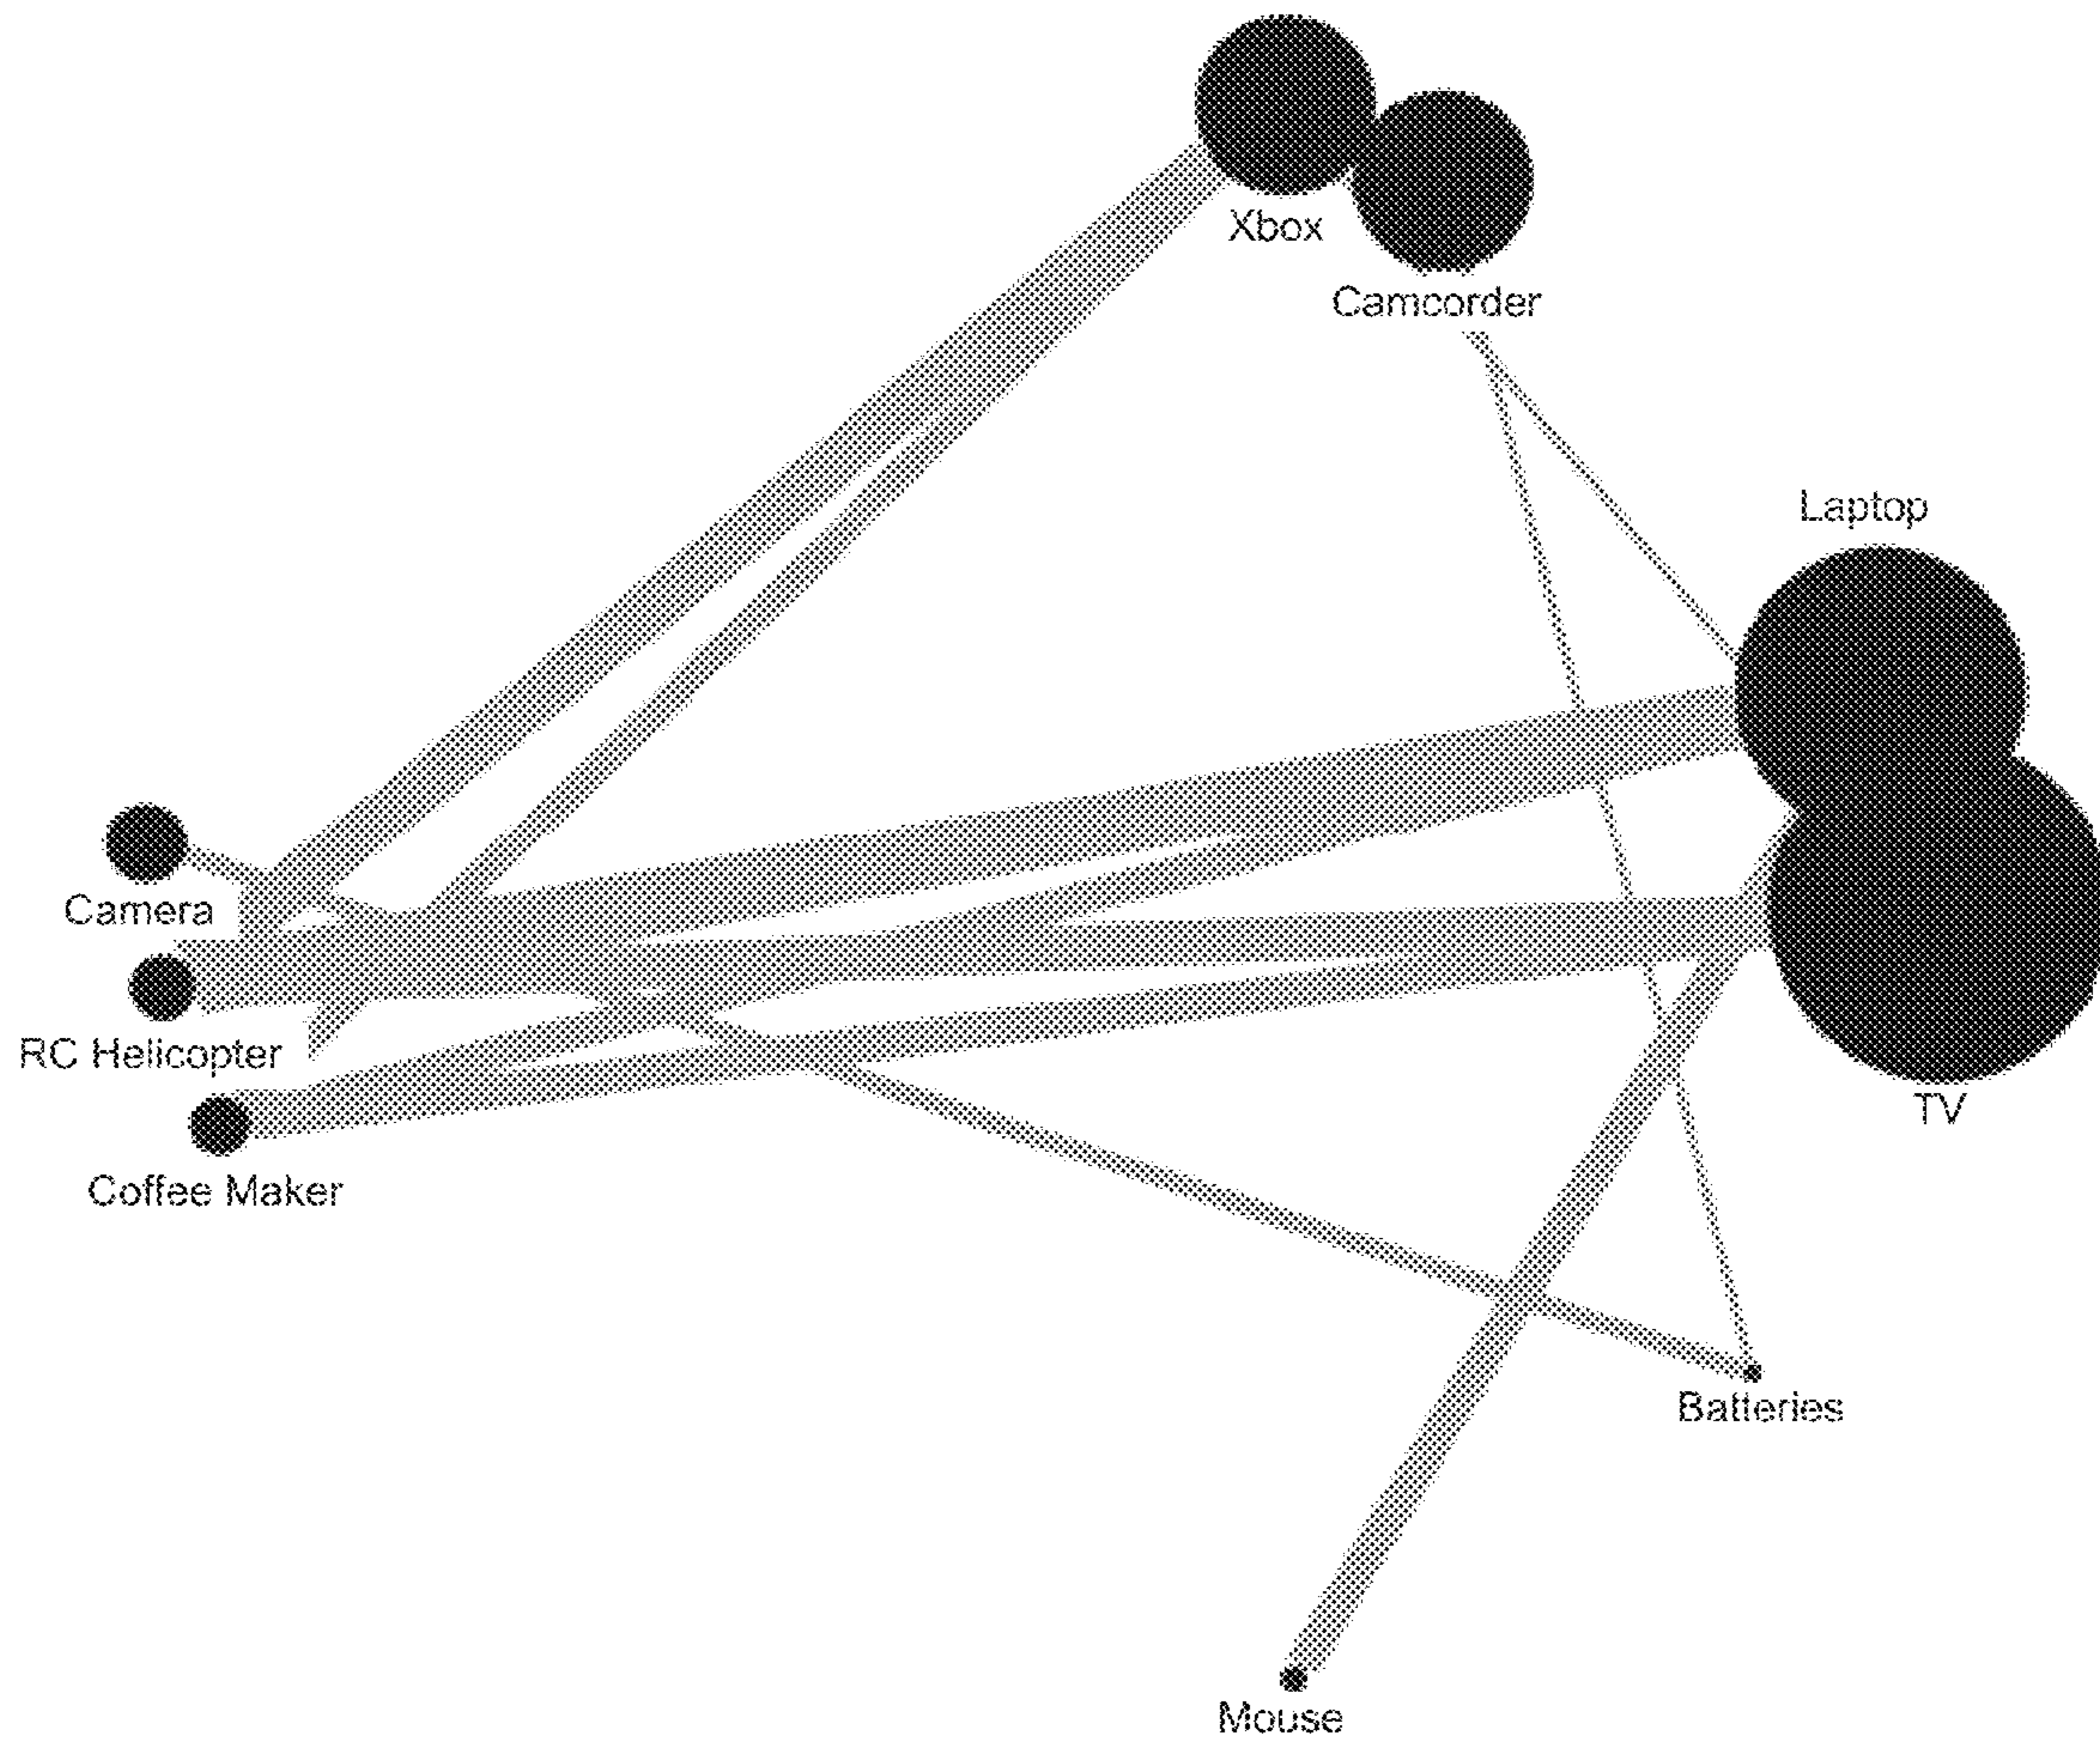 Xbox
Camcorder
Laptop
Camera
RC Helicopter
TV
Coffee Maker
Batteries
Mouse